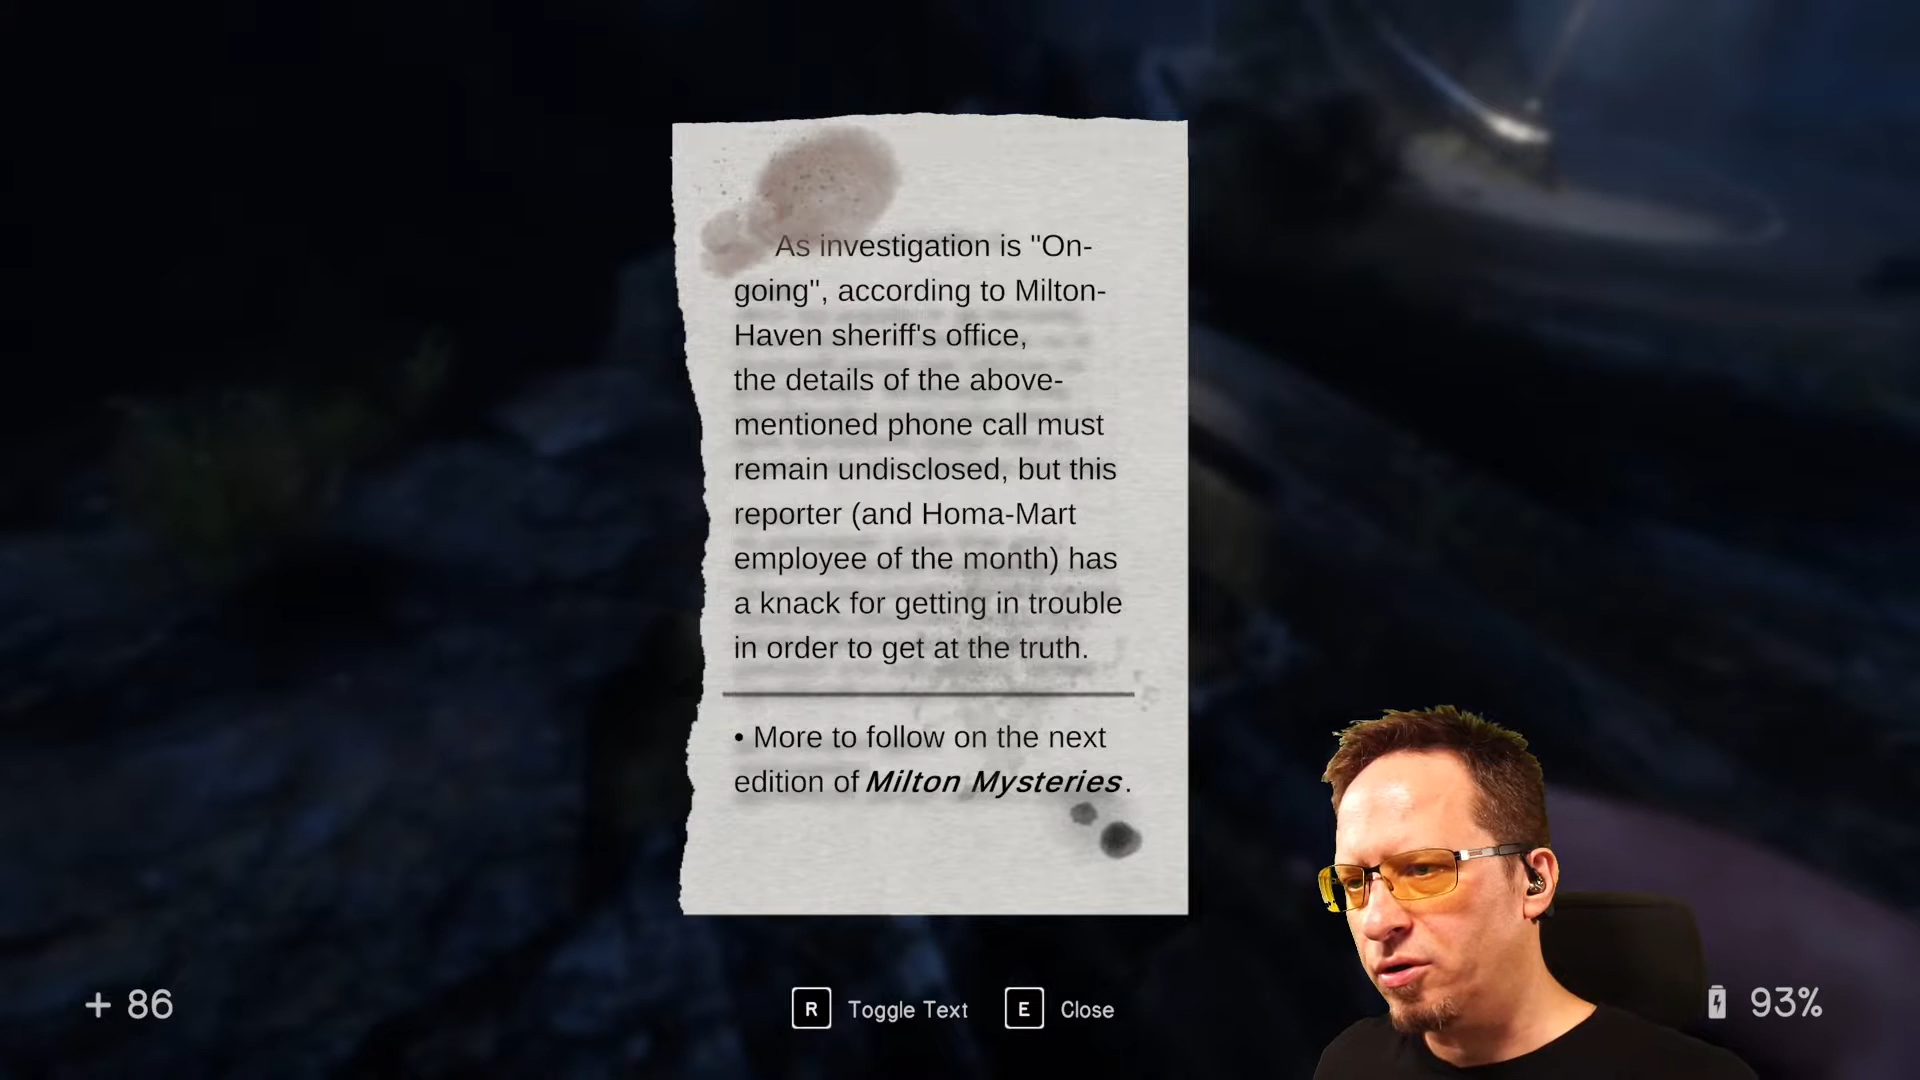 As investigation is "On-
going", according to Milton-
Haven sheriff's office,
the details of the above-
mentioned phone call must
remain undisclosed, but this
reporter (and Homa-Mart
employee of the month) has
a knack for getting in trouble
in order to get at the truth.
• More to follow on the next
edition of Milton Mysteries.
+ 86
R Toggle Text E Close
93%